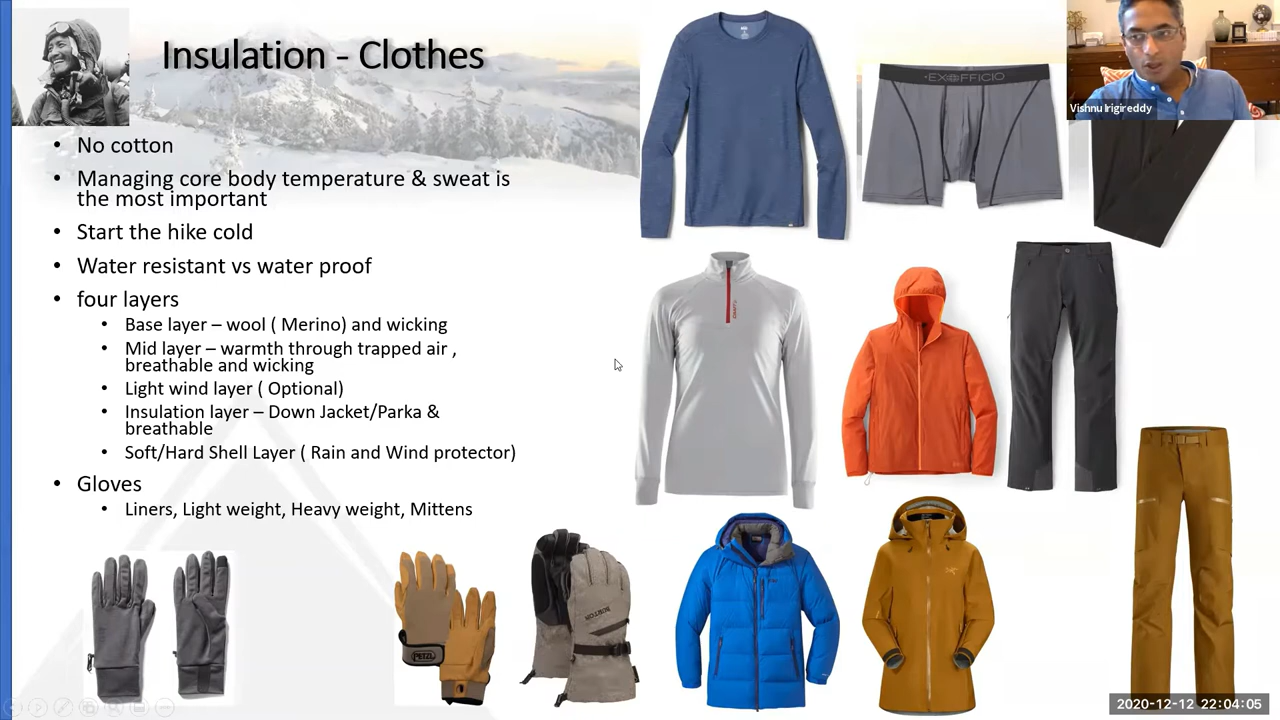 Insulation - Clothes
• No cotton
• Managing core body temperature & sweat is
the most important
• Start the hike cold
• Water resistant vs water proof
• four layers
• Base layer – wool ( Merino) and wicking
• Mid layer – warmth through trapped air ,
breathable and wicking
• Light wind layer ( Optional)
• Insulation layer – Down Jacket/Parka &
breathable
• Soft/Hard Shell Layer ( Rain and Wind protector)
• Gloves
• Liners, Light weight, Heavy weight, Mittens
EXOFFICIO
Vishnu Irigireddy
CRAFT
PETZL
BURTON
2020-12-12 22:04:05